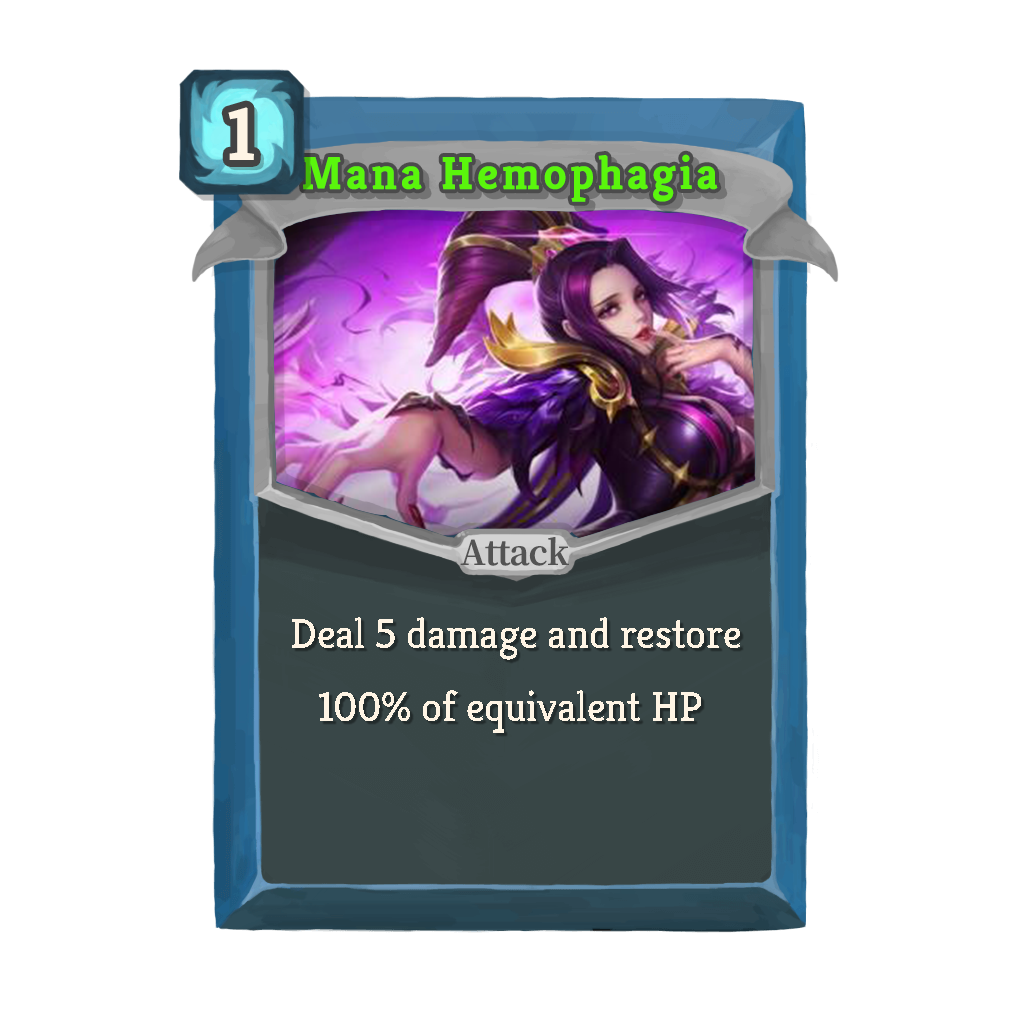 1
Mana Hemophagia
Attack
Deal 5 damage and restore
100% of equivalent HP